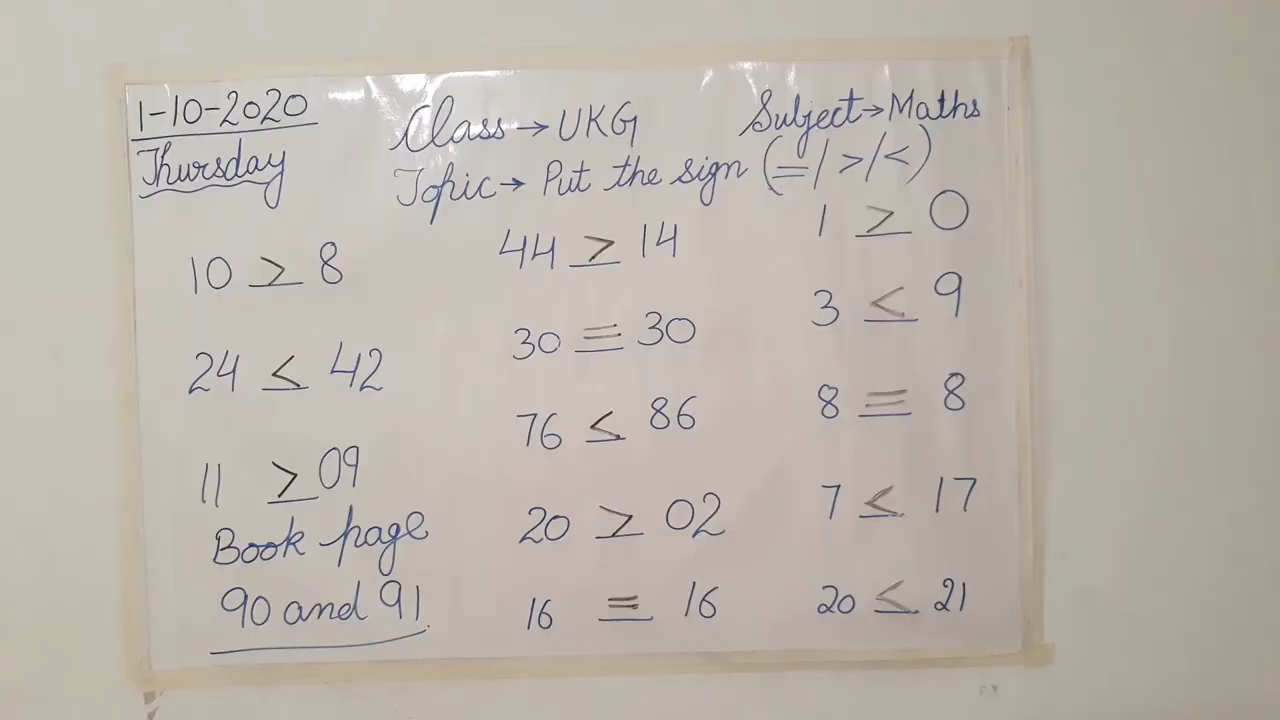 1-10-2020
Thursday
Class → UKG
Subject → Maths
Topic → Put the sign (=/>/<)
10 > 8
24 < 42
11 > 09
Book page
90 and 91
44 > 14
30 = 30
76 < 86
20 > 02
16 = 16
1 > 0
3 < 9
8 = 8
7 < 17
20 < 21